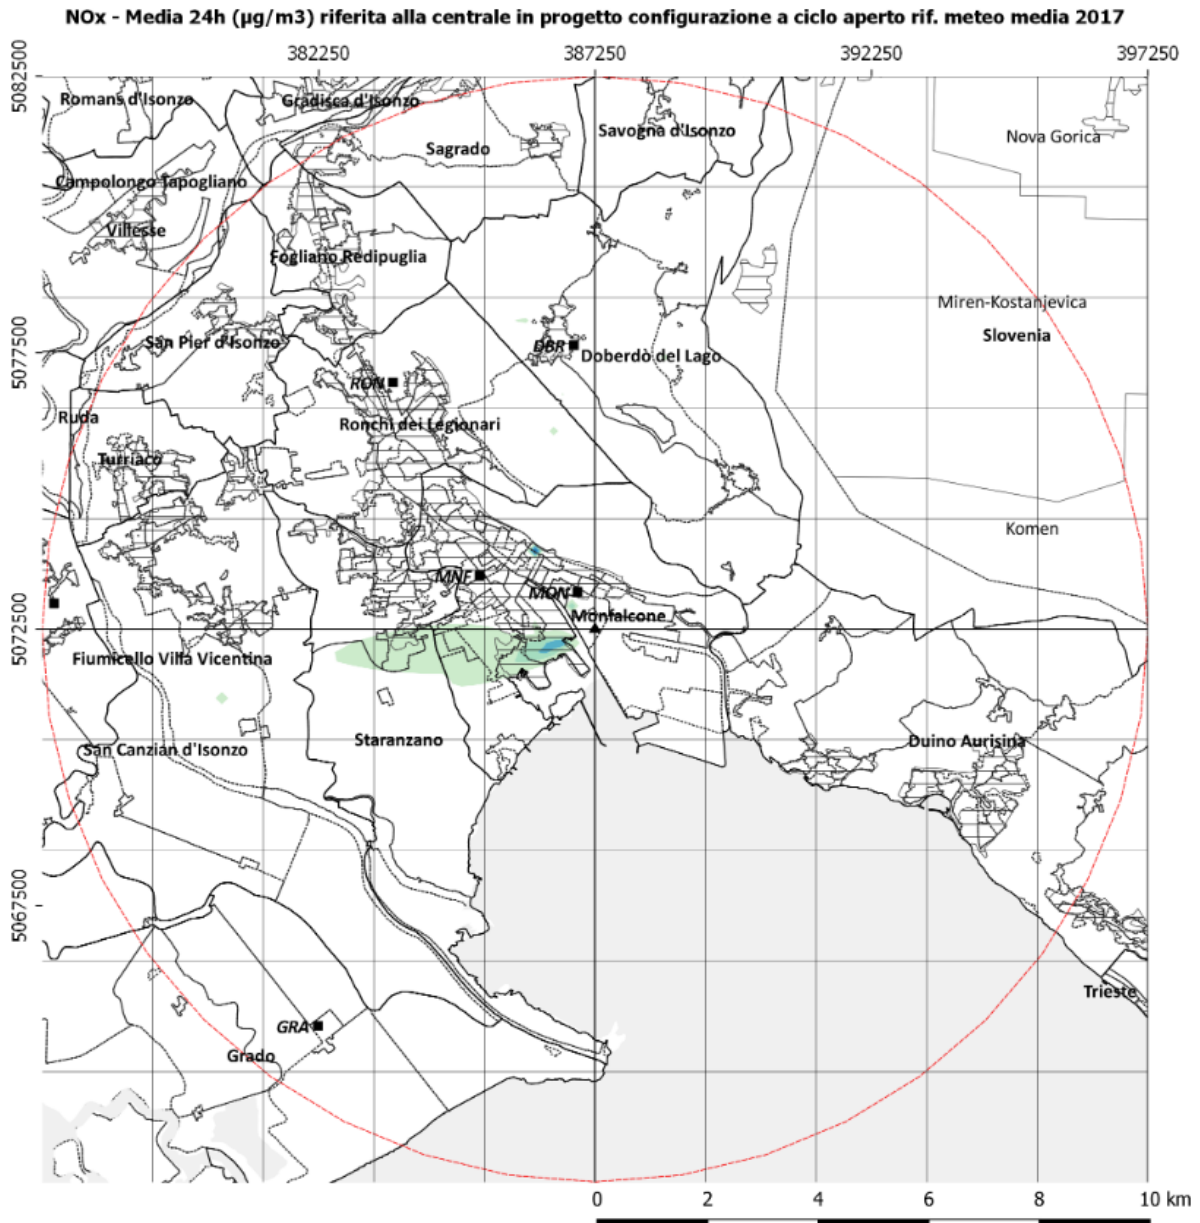 NOx - Media 24h (µg/m3) riferita alla centrale in progetto configurazione a ciclo aperto rif. meteo media 2017
382250 387250 392250 397250
5082500
Romans d'Isonzo
Gradisca d'Isonzo
Savogna d'Isonzo
Nova Gorica
Sagrado
Campolongo Tapogliano
Villesse
Fogliano Redipuglia
Miren-Kostanjevica
Slovenia
5077500
San Pier d'Isonzo
DBR
Doberdò del Lago
RON
Ruda
Ronchi dei Legionari
Turriaco
Komen
MNF
MON
Monfalcone
5072500
Fiumicello Villa Vicentina
Staranzano
Duino Aurisina
San Canzian d'Isonzo
5067500
Trieste
GRA
Grado
0 2 4 6 8 10 km